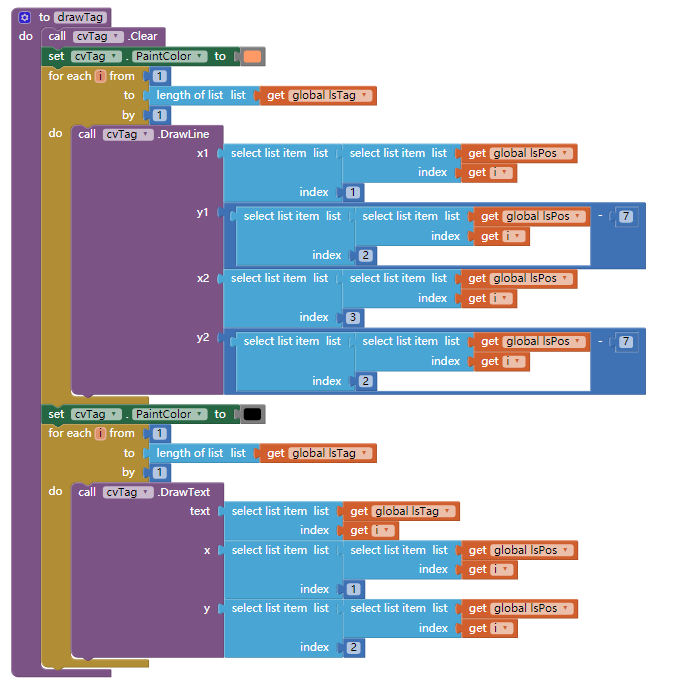 to drawTag
do call cvTag . Clear
set cvTag . PaintColor to
for each i from 1
to length of list list get global lsTag
by 1
do call cvTag .DrawLine
x1 select list item list select list item list get global lsPos
index get i
index 1
y1 select list item list select list item list get global lsPos - 7
index get i
index 2
x2 select list item list select list item list get global lsPos
index get i
index 3
y2 select list item list select list item list get global lsPos - 7
index get i
index 2
set cvTag . PaintColor to
for each i from 1
to length of list list get global lsTag
by 1
do call cvTag .DrawText
text select list item list get global lsTag
index get i
x select list item list select list item list get global lsPos
index get i
index 1
y select list item list select list item list get global lsPos
index get i
index 2